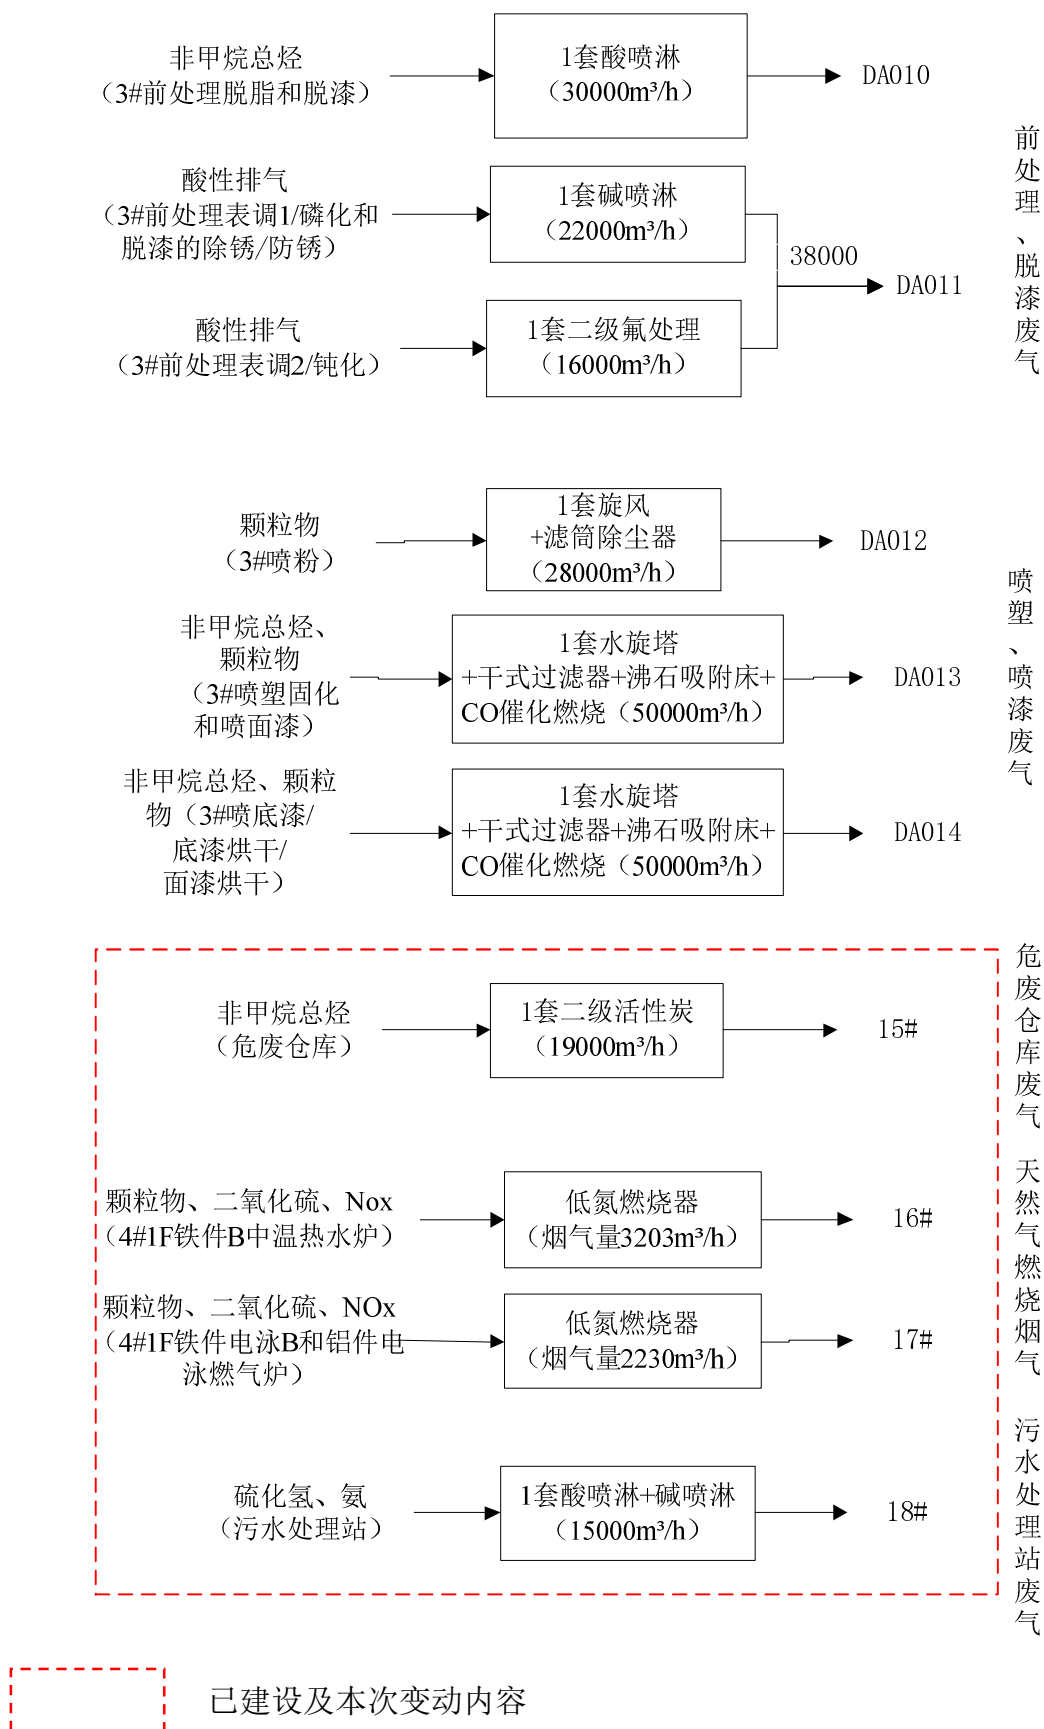 非甲烷总烃
（3#前处理脱脂和脱漆）
1套酸喷淋
（30000m³/h）
DA010
酸性排气
（3#前处理表调1/磷化和
脱漆的除锈/防锈）
1套碱喷淋
（22000m³/h）
38000
DA011
酸性排气
（3#前处理表调2/钝化）
1套二级氟处理
（16000m³/h）
前处理、脱漆废气
颗粒物
（3#喷粉）
1套旋风
+滤筒除尘器
（28000m³/h）
DA012
非甲烷总烃、
颗粒物
（3#喷塑固化
和喷面漆）
1套水旋塔
+干式过滤器+沸石吸附床+
CO催化燃烧（50000m³/h）
DA013
非甲烷总烃、颗粒
物（3#喷底漆/
底漆烘干/
面漆烘干）
1套水旋塔
+干式过滤器+沸石吸附床+
CO催化燃烧（50000m³/h）
DA014
喷塑、喷漆废气
非甲烷总烃
（危废仓库）
1套二级活性炭
（19000m³/h）
15#
危废仓库废气
颗粒物、二氧化硫、Nox
（4#1F铁件B中温热水炉）
低氮燃烧器
（烟气量3203m³/h）
16#
颗粒物、二氧化硫、NOx
（4#1F铁件电泳B和铝件电
泳燃气炉）
低氮燃烧器
（烟气量2230m³/h）
17#
天然气燃烧烟气
硫化氢、氨
（污水处理站）
1套酸喷淋+碱喷淋
（15000m³/h）
18#
污水处理站废气
已建设及本次变动内容